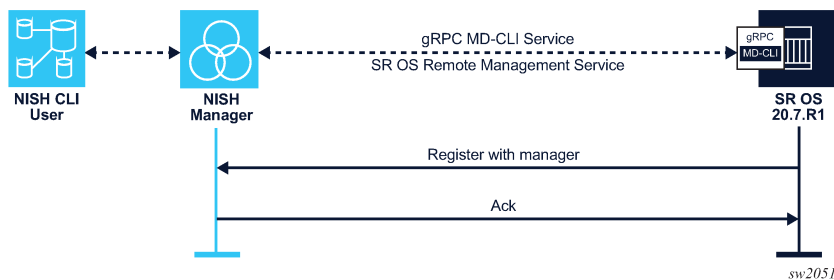 gRPC MD-CLI Service
SR OS Remote Management Service
gRPC
MD-CLI
NISH CLI
User
NISH
Manager
SR OS
20.7.R1
Register with manager
Ack
sw2051